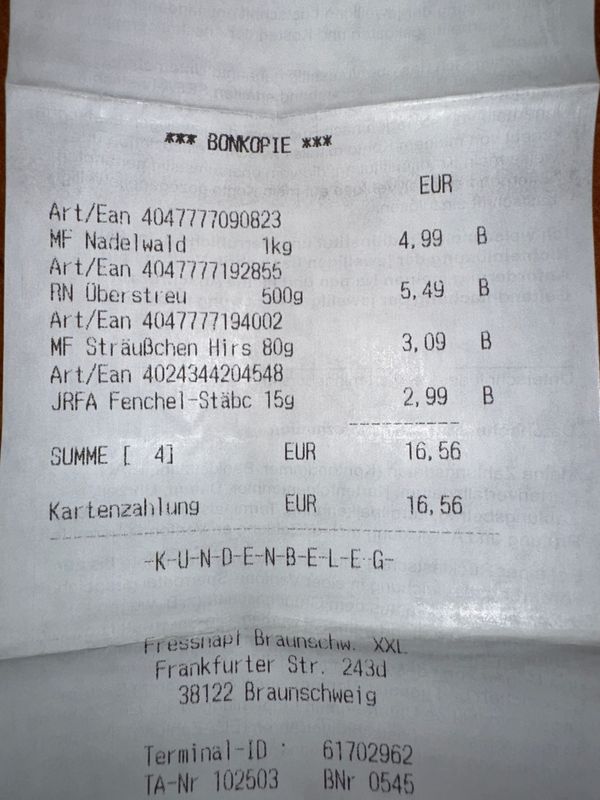 *** BONKOPIE ***
EUR
Art/Ean 4047777090823
MF Nadelwald 1kg 4,99 B
Art/Ean 4047777192855
RN Überstreu 500g 5,49 B
Art/Ean 4047777194002
MF Sträußchen Hirs 80g 3,09 B
Art/Ean 4024344204548
JRFA Fenchel-Stäbc 15g 2,99 B
SUMME [ 4] EUR 16,56
Kartenzahlung EUR 16,56
-K-U-N-D-E-N-B-E-L-E-G-
Fressnapf Braunschw. XXL
Frankfurter Str. 243d
38122 Braunschweig
Terminal-ID : 61702962
TA-Nr 102503 BNr 0545